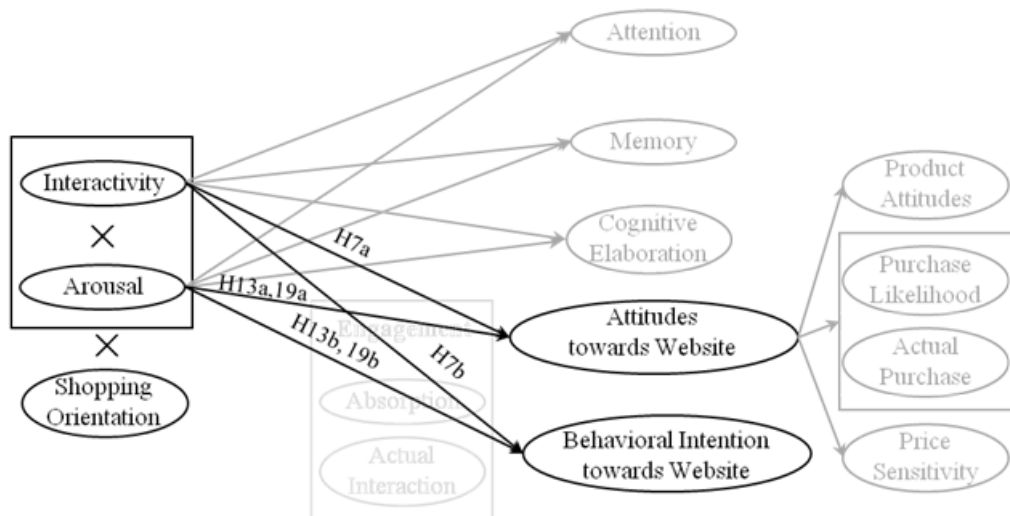 Attention
Memory
Interactivity
Product
Attitudes
×
H7a
Cognitive
Elaboration
Purchase
Likelihood
Arousal
H13a,19a
Engagement
Attitudes
towards Website
H13b, 19b
×
H7b
Actual
Purchase
Shopping
Orientation
Absorption
Behavioral Intention
towards Website
Price
Sensitivity
Actual
Interaction